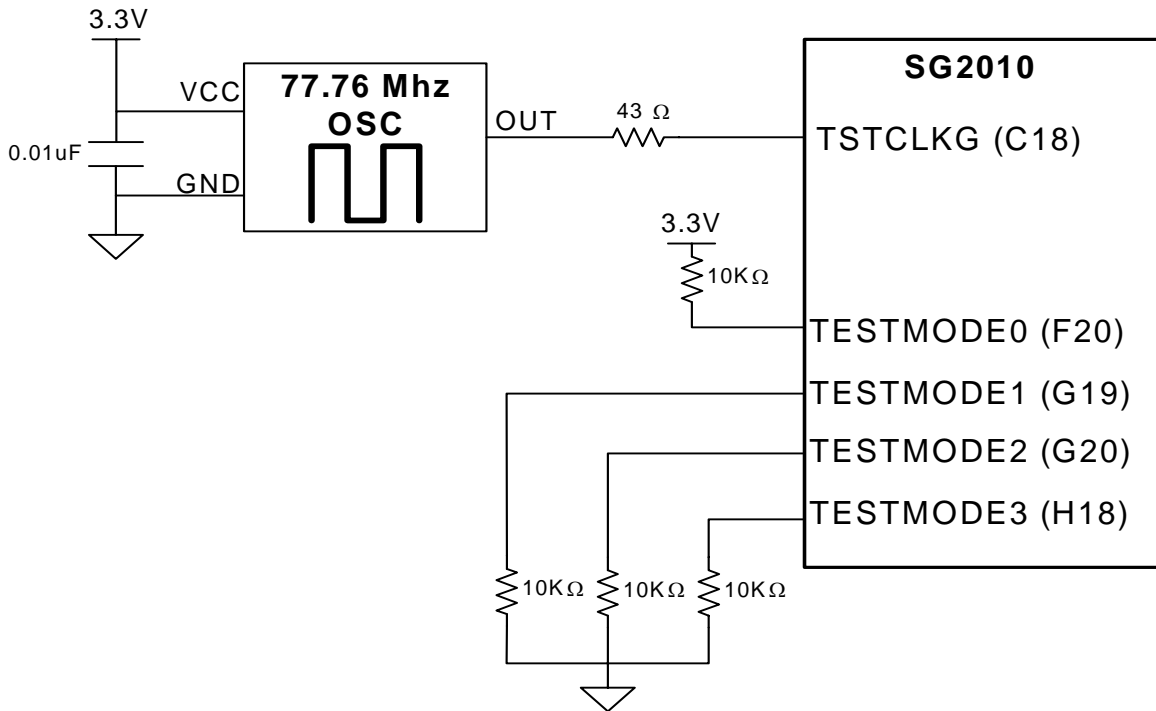 3.3V
VCC
77.76 Mhz
OSC
OUT
GND
0.01uF
43 Ω
SG2010
TSTCLKG (C18)
3.3V
10KΩ
TESTMODE0 (F20)
TESTMODE1 (G19)
TESTMODE2 (G20)
TESTMODE3 (H18)
10KΩ
10KΩ
10KΩ